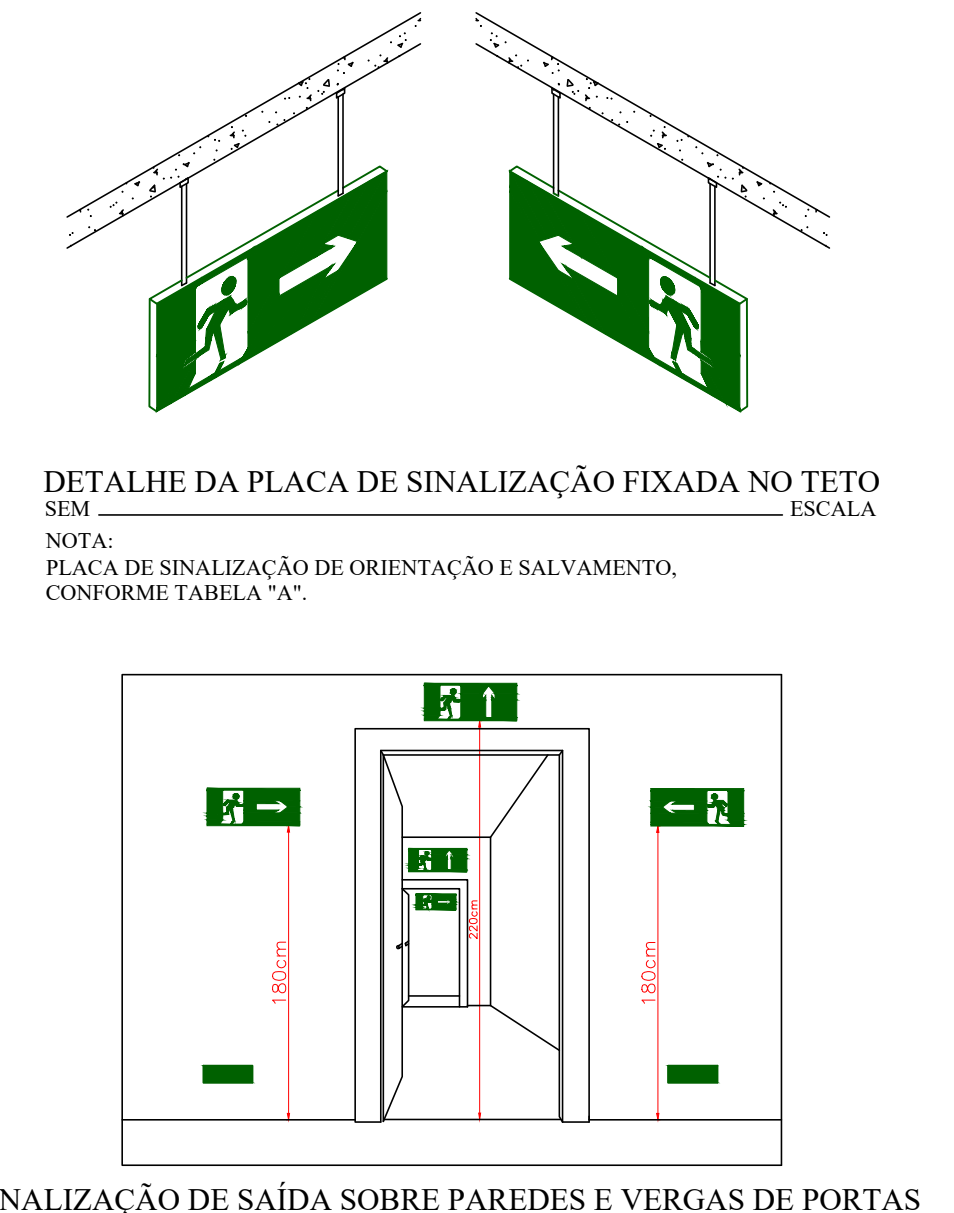 DETALHE DA PLACA DE SINALIZAÇÃO FIXADA NO TETO
SEM ESCALA
NOTA:
PLACA DE SINALIZAÇÃO DE ORIENTAÇÃO E SALVAMENTO,
CONFORME TABELA "A".
220cm
180cm
180cm
NALIZAÇÃO DE SAÍDA SOBRE PAREDES E VERGAS DE PORTAS